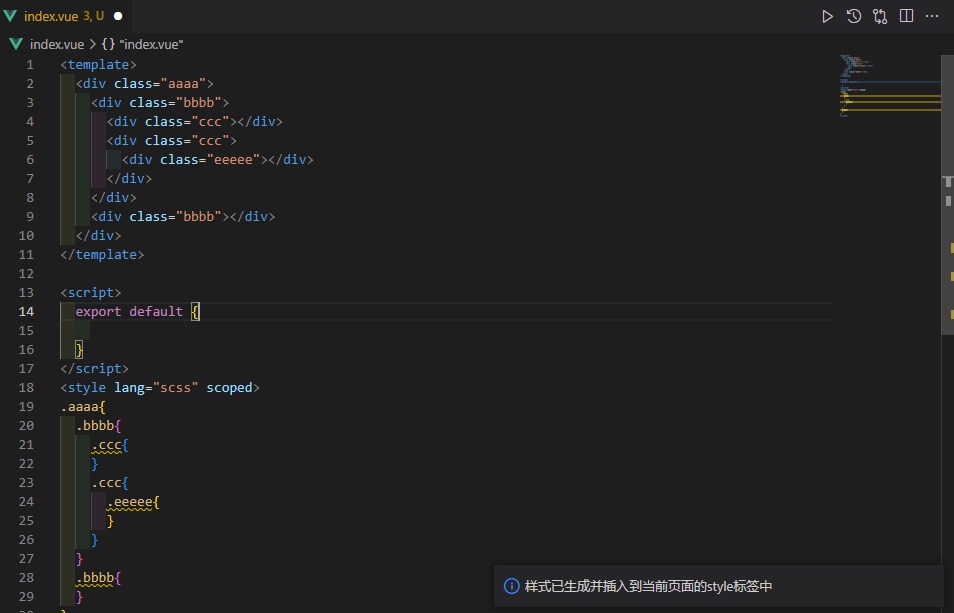 index.vue 3, U
index.vue > {} "index.vue"
1 <template>
2 <div class="aaaa">
3 <div class="bbbb">
4 <div class="ccc"></div>
5 <div class="ccc">
6 <div class="eeeee"></div>
7 </div>
8 </div>
9 <div class="bbbb"></div>
10 </div>
11 </template>
12
13 <script>
14 export default {
15
16 }
17 </script>
18 <style lang="scss" scoped>
19 .aaaa{
20 .bbbb{
21 .ccc{
22 }
23 .ccc{
24 .eeeee{
25 }
26 }
27 }
28 .bbbb{
29 }
样式已生成并插入到当前页面的style标签中